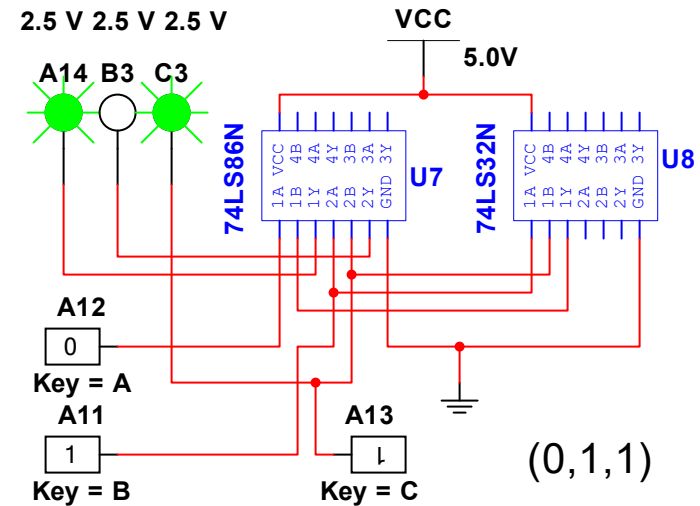 2.5 V 2.5 V 2.5 V
VCC
5.0V
A14 B3 C3
74LS86N
1A VCC
1B 4B
1Y 4A
2A 4Y
2B 3B
2Y 3A
GND 3Y
U7
74LS32N
1A VCC
1B 4B
1Y 4A
2A 4Y
2B 3B
2Y 3A
GND 3Y
U8
A12
0
Key = A
A11
1
Key = B
A13
1
Key = C
(0,1,1)